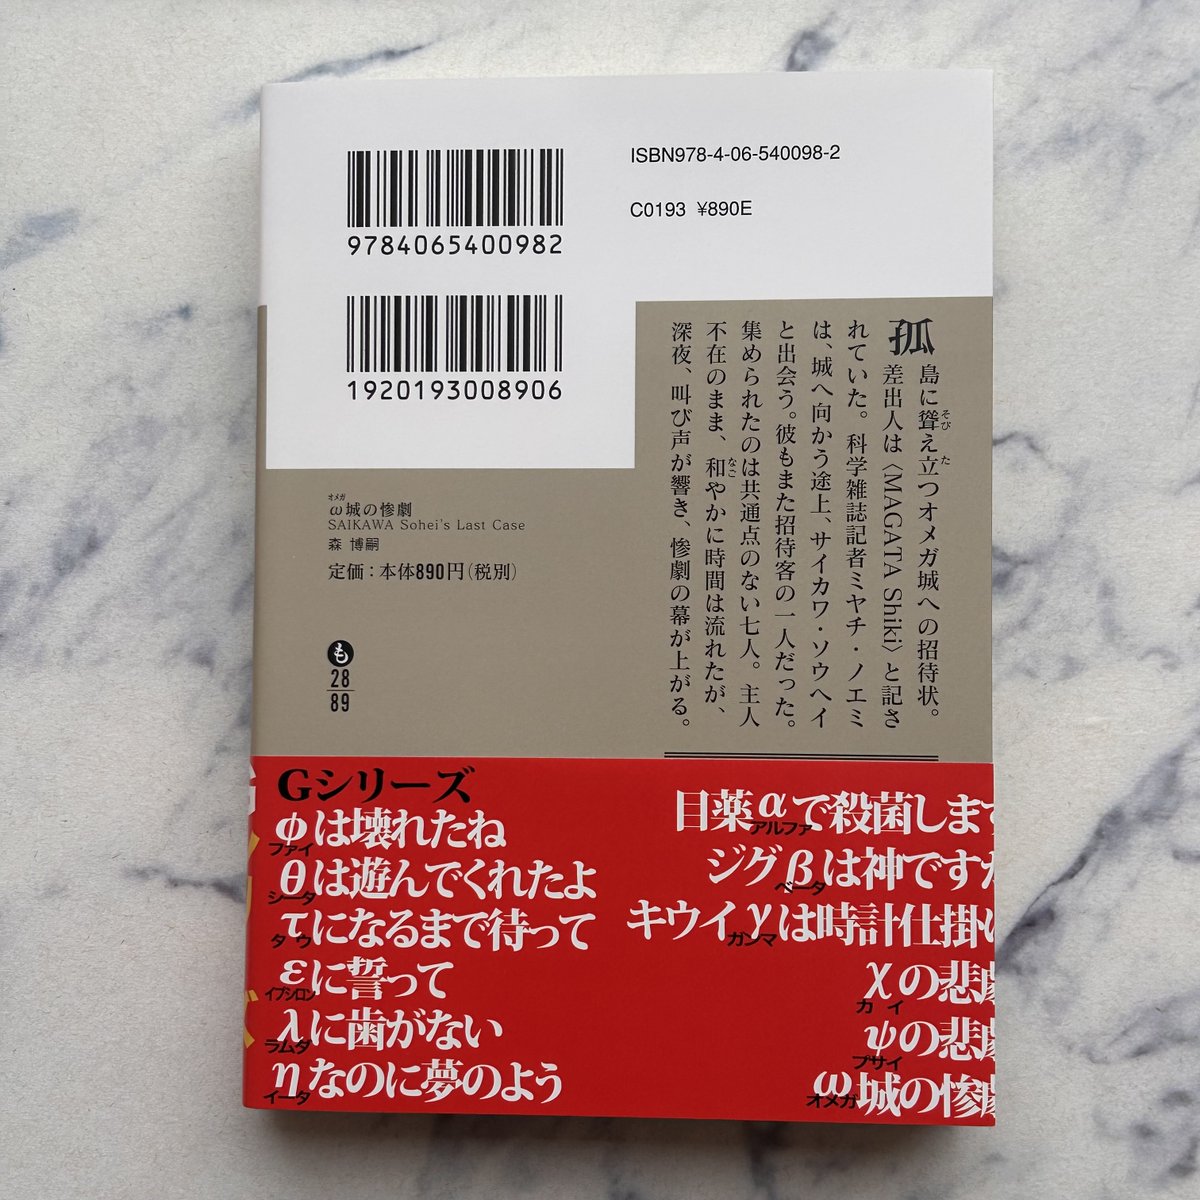 9784065400982
ISBN978-4-06-540098-2
C0193 ¥890E
1920193008906
孤島に聳え立つオメガ城への招待状。
差出人は〈MAGATA Shiki〉と記さ
れていた。科学雑誌記者ミヤチ・ノエミ
は、城へ向かう途上、サイカワ・ソウヘイ
と出会う。彼もまた招待客の一人だった。
集められたのは共通点のない七人。主人
不在のまま、和やかに時間は流れたが、
深夜、叫び声が響き、惨劇の幕が上がる。
そび
た
なご
オメガ
ω城の惨劇
SAIKAWA Sohei's Last Case
森 博嗣
定価：本体890円（税別）
も
28
89
Gシリーズ
φは壊れたね
ファイ
θは遊んでくれたよ
シータ
τになるまで待って
タウ
εに誓って
イプシロン
λに歯がない
ラムダ
ηなのに夢のよう
イータ
目薬αで殺菌します
アルファ
ジグβは神ですか
ベータ
キウイγは時計仕掛の
ガンマ
χの悲劇
カイ
ψの悲劇
プサイ
ω城の惨劇
オメガ